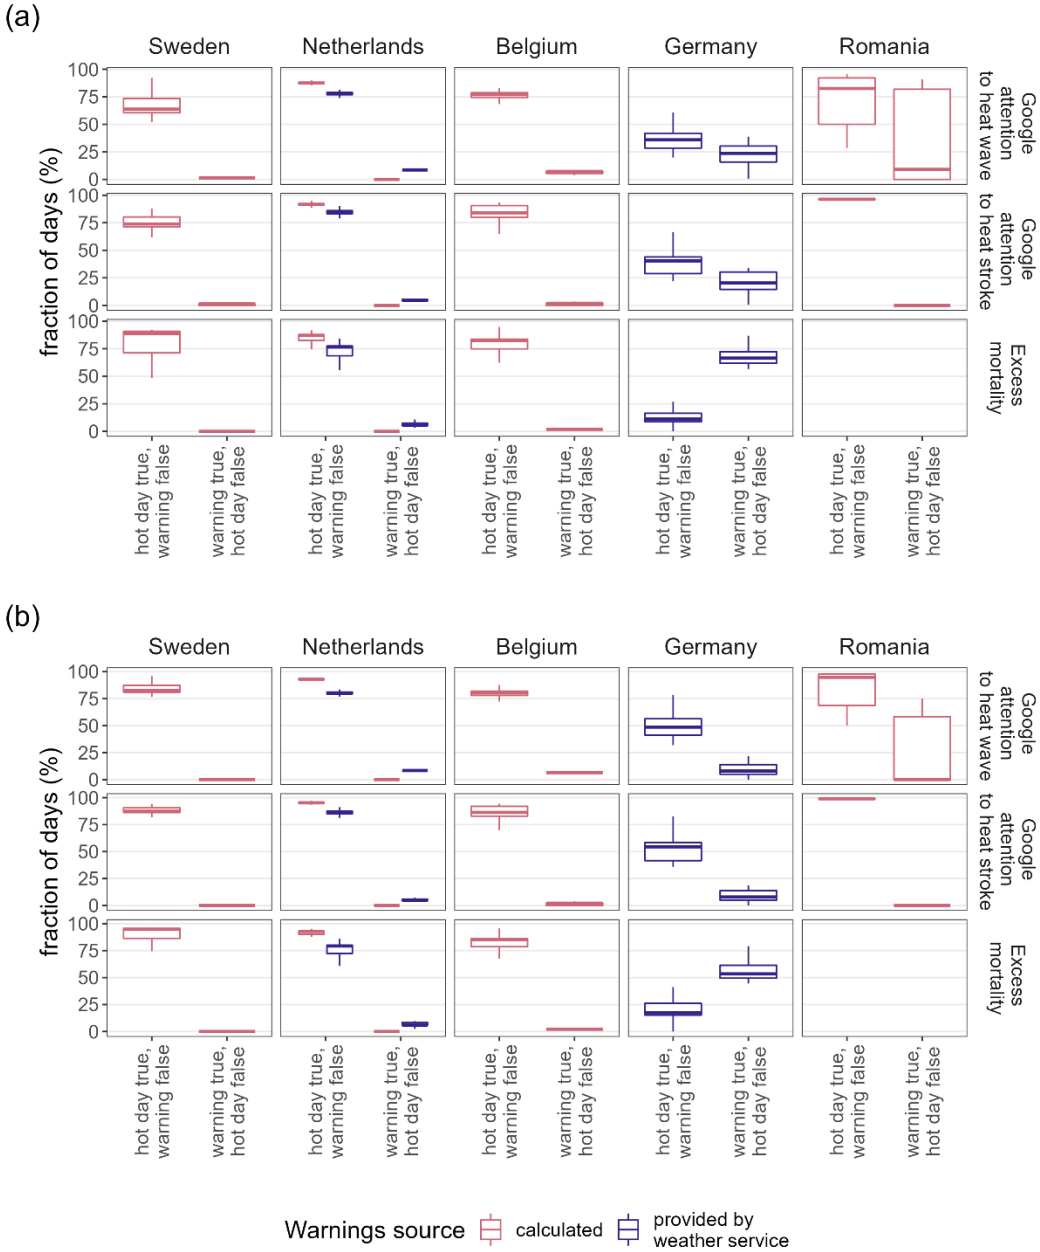 (a)
Sweden Netherlands Belgium Germany Romania
fraction of days (%)
100
75
50
25
0
Google
attention
to heat wave
100
75
50
25
0
Google
attention
to heat stroke
100
75
50
25
0
Excess
mortality
hot day true,
warning false
warning true,
hot day false
hot day true,
warning false
warning true,
hot day false
hot day true,
warning false
warning true,
hot day false
hot day true,
warning false
warning true,
hot day false
hot day true,
warning false
warning true,
hot day false
(b)
Sweden Netherlands Belgium Germany Romania
fraction of days (%)
100
75
50
25
0
Google
attention
to heat wave
100
75
50
25
0
Google
attention
to heat stroke
100
75
50
25
0
Excess
mortality
hot day true,
warning false
warning true,
hot day false
hot day true,
warning false
warning true,
hot day false
hot day true,
warning false
warning true,
hot day false
hot day true,
warning false
warning true,
hot day false
hot day true,
warning false
warning true,
hot day false
Warnings source calculated provided by
weather service